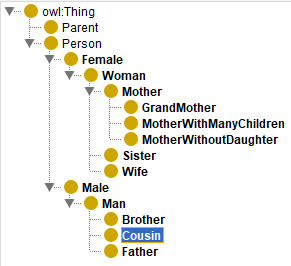 owl:Thing
Parent
Person
Female
Woman
Mother
GrandMother
MotherWithManyChildren
MotherWithoutDaughter
Sister
Wife
Male
Man
Brother
Cousin
Father